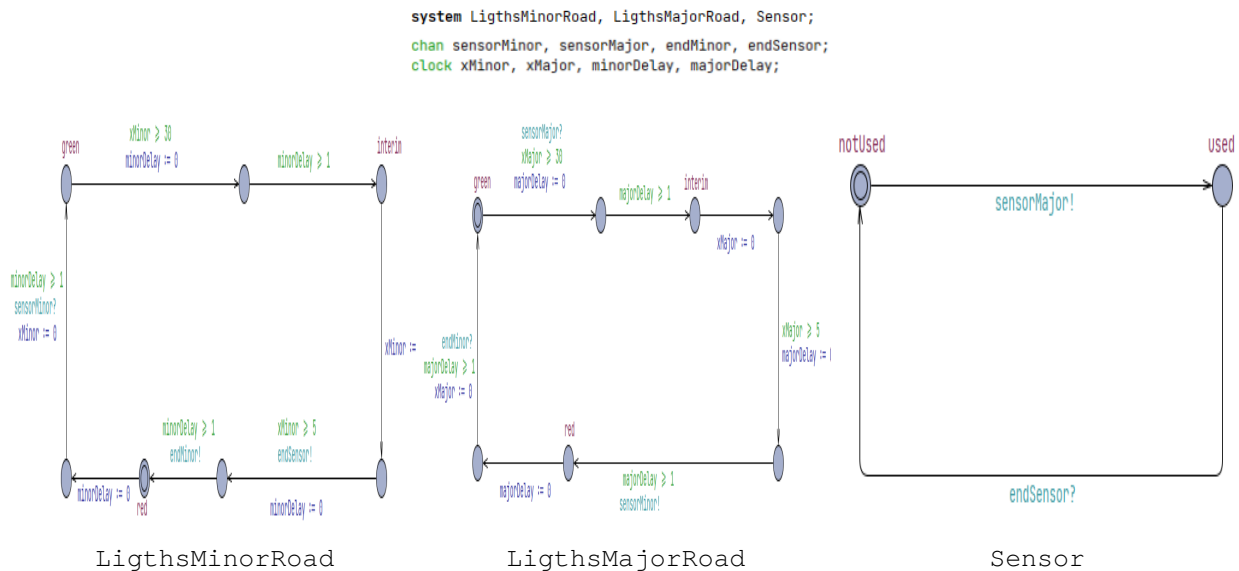 system LigthsMinorRoad, LigthsMajorRoad, Sensor;
chan sensorMinor, sensorMajor, endMinor, endSensor;
clock xMinor, xMajor, minorDelay, majorDelay;
green
xMinor ⩾ 30
minorDelay := 0
minorDelay ⩾ 1
interim
minorDelay ⩾ 1
sensorMinor?
xMinor := 0
xMinor :=
minorDelay ⩾ 1
endMinor!
xMinor ⩾ 5
endSensor!
minorDelay := 0
red
minorDelay := 0
LigthsMinorRoad
sensorMajor?
xMajor ⩾ 30
majorDelay := 0
green
majorDelay ⩾ 1
interim
xMajor := 0
endMinor?
majorDelay ⩾ 1
xMajor := 0
xMajor ⩾ 5
majorDelay :=
red
majorDelay := 0
majorDelay ⩾ 1
sensorMinor!
LigthsMajorRoad
notUsed
used
sensorMajor!
endSensor?
Sensor